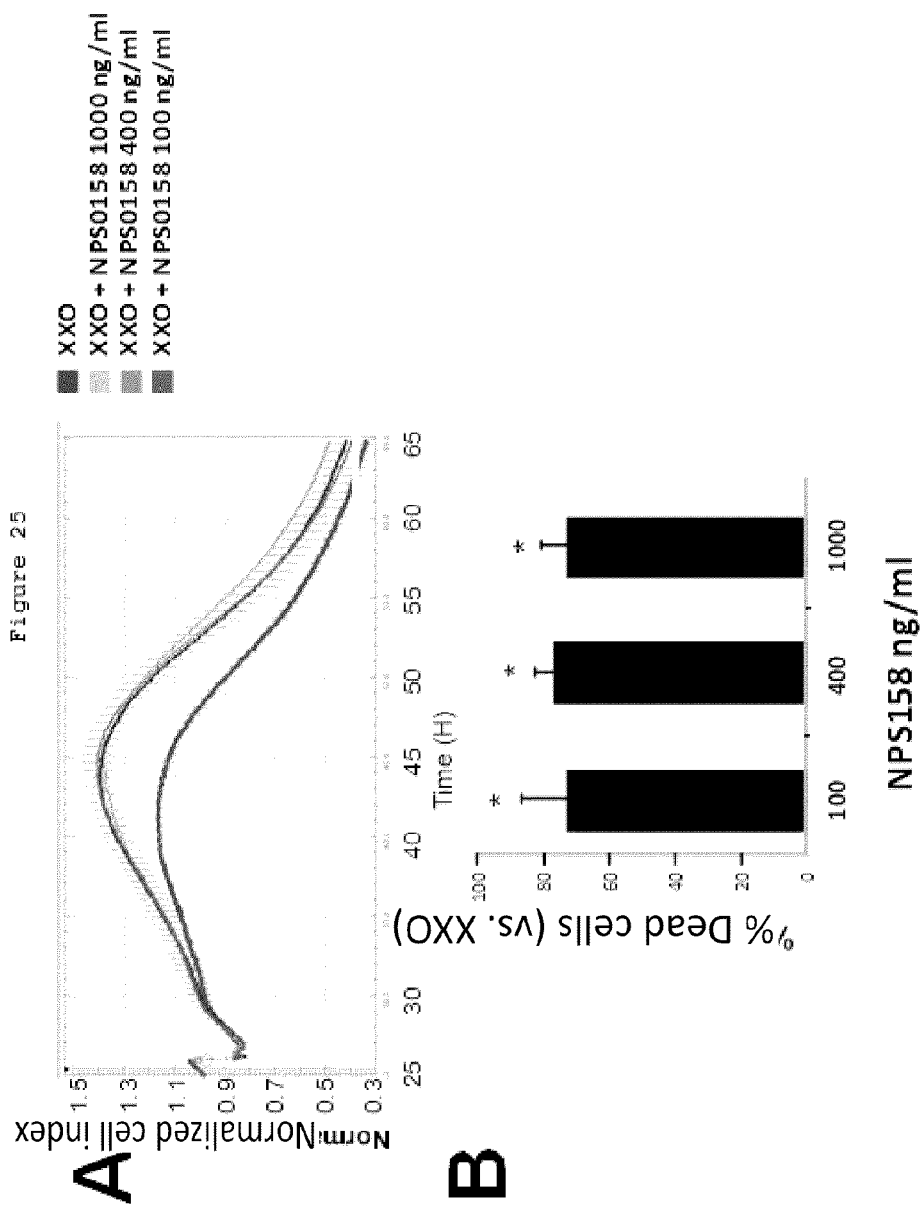 Figure 25
A
XXO
XXO + NPS0158 1000 ng/ml
XXO + NPS0158 400 ng/ml
XXO + NPS0158 100 ng/ml
Norm:Normalized cell index
1.5
1.3
1.1
0.9
0.7
0.5
0.3
25 30 40 45 50 55 60 65
Time (H)
B
% Dead cells (vs. XXO)
100
80
60
40
20
0
* * *
100 400 1000
NPS158 ng/ml